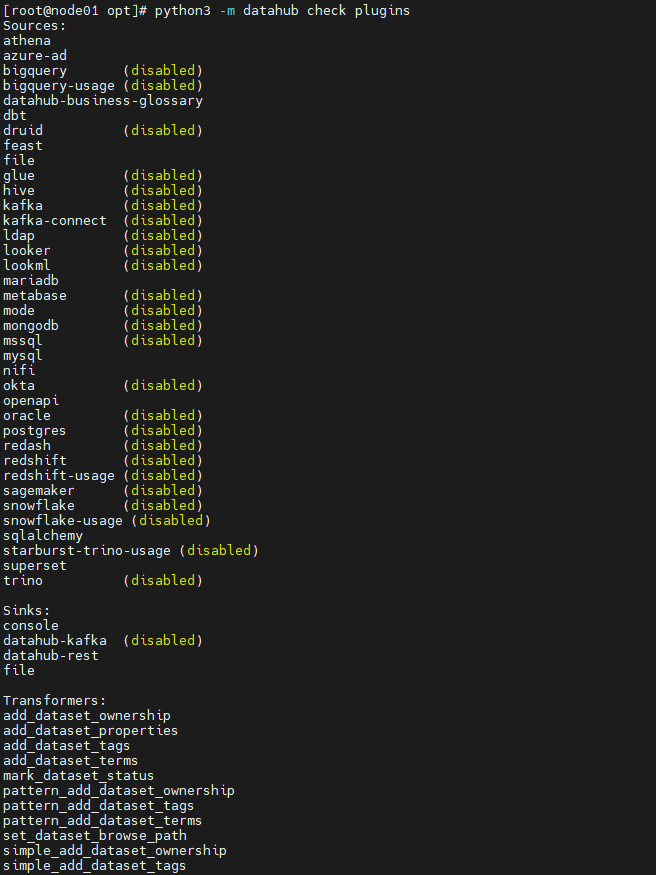 [root@node01 opt]# python3 -m datahub check plugins
Sources:
athena
azure-ad
bigquery       (disabled)
bigquery-usage (disabled)
datahub-business-glossary
dbt
druid          (disabled)
feast
file
glue           (disabled)
hive           (disabled)
kafka          (disabled)
kafka-connect  (disabled)
ldap           (disabled)
looker         (disabled)
lookml         (disabled)
mariadb
metabase       (disabled)
mode           (disabled)
mongodb        (disabled)
mssql          (disabled)
mysql
nifi
okta           (disabled)
openapi
oracle         (disabled)
postgres       (disabled)
redash         (disabled)
redshift       (disabled)
redshift-usage (disabled)
sagemaker      (disabled)
snowflake      (disabled)
snowflake-usage (disabled)
sqlalchemy
starburst-trino-usage (disabled)
superset
trino          (disabled)

Sinks:
console
datahub-kafka  (disabled)
datahub-rest
file

Transformers:
add_dataset_ownership
add_dataset_properties
add_dataset_tags
add_dataset_terms
mark_dataset_status
pattern_add_dataset_ownership
pattern_add_dataset_tags
pattern_add_dataset_terms
set_dataset_browse_path
simple_add_dataset_ownership
simple_add_dataset_tags